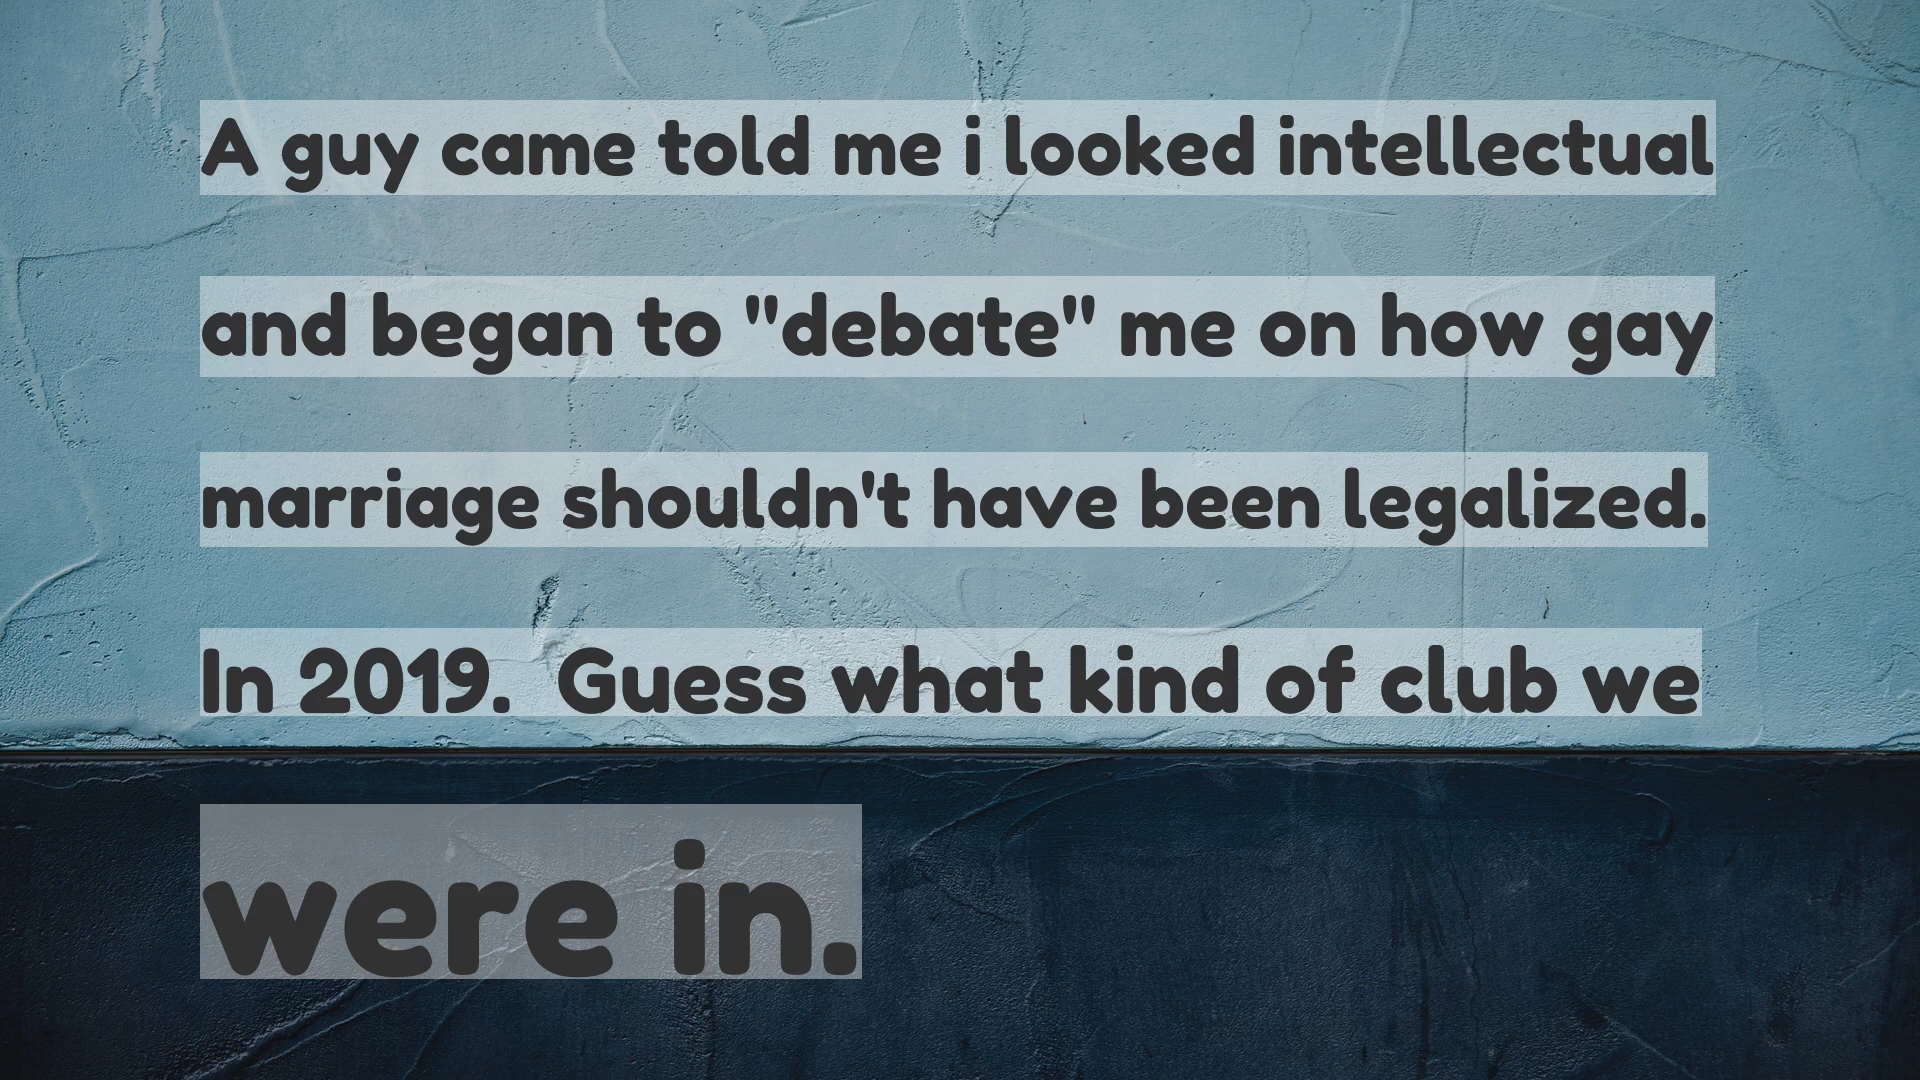 A guy came told me i looked intellectual
and began to "debate" me on how gay
marriage shouldn't have been legalized.
In 2019.  Guess what kind of club we
were in.